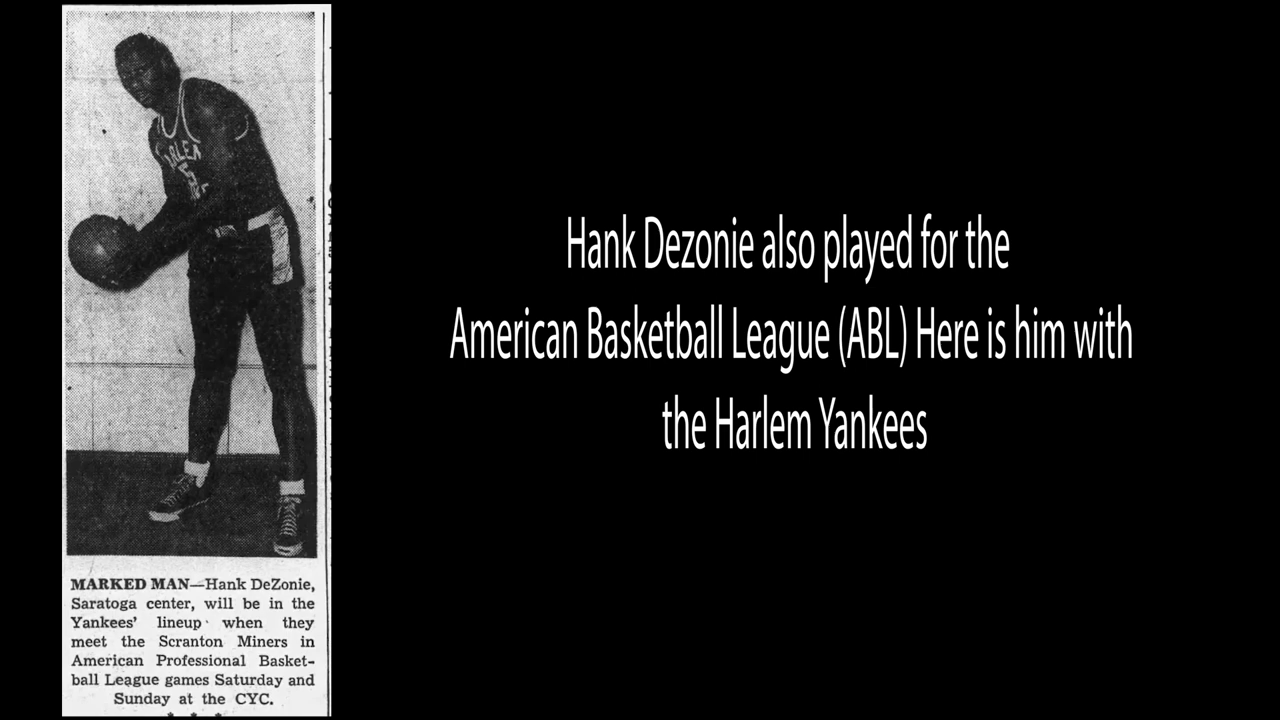 MARKED MAN—Hank DeZonie,
Saratoga center, will be in the
Yankees' lineup when they
meet the Scranton Miners in
American Professional Basket-
ball League games Saturday and
Sunday at the CYC.
Hank Dezonie also played for the
American Basketball League (ABL) Here is him with
the Harlem Yankees